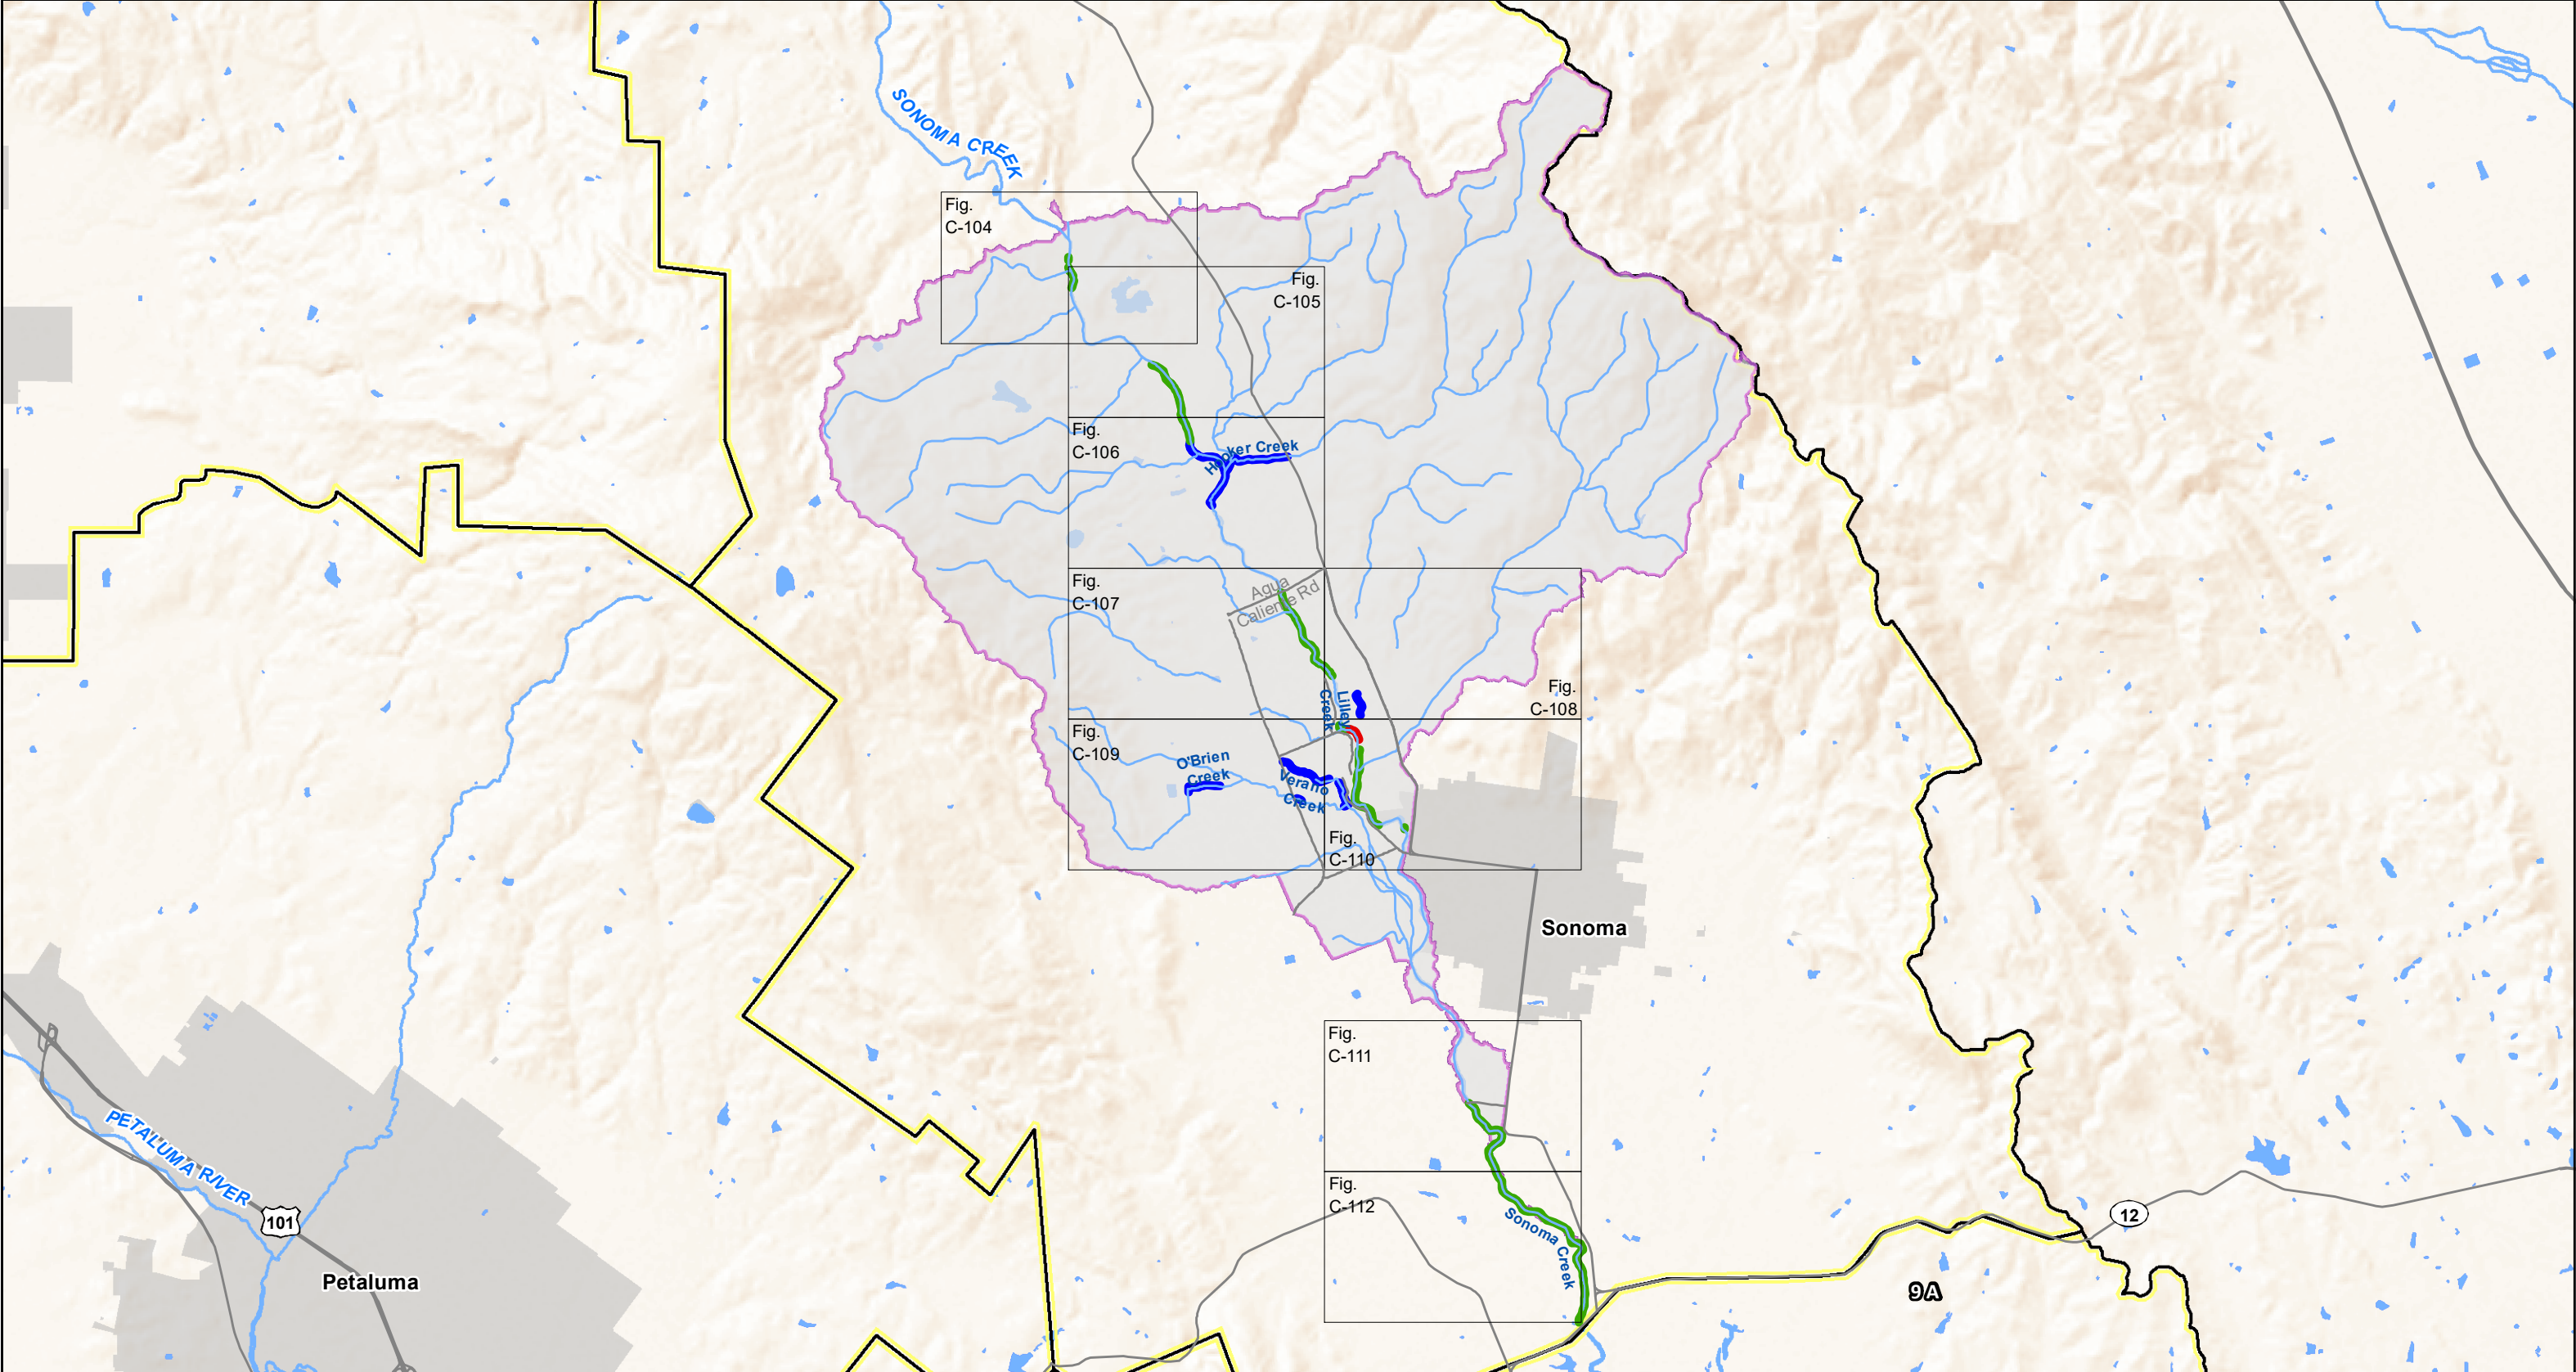 SONOMA CREEK
Fig.
C-104
Fig.
C-105
Fig.
C-106
Hooker Creek
Fig.
C-107
Aqua
Caliente Rd
Lilley
Creek
Fig.
C-108
Fig.
C-109
O'Brien
Creek
Verano
Creek
Fig.
C-110
Sonoma
Fig.
C-111
PETALUMA RIVER
Fig.
C-112
12
101
Sonoma Creek
Petaluma
9A